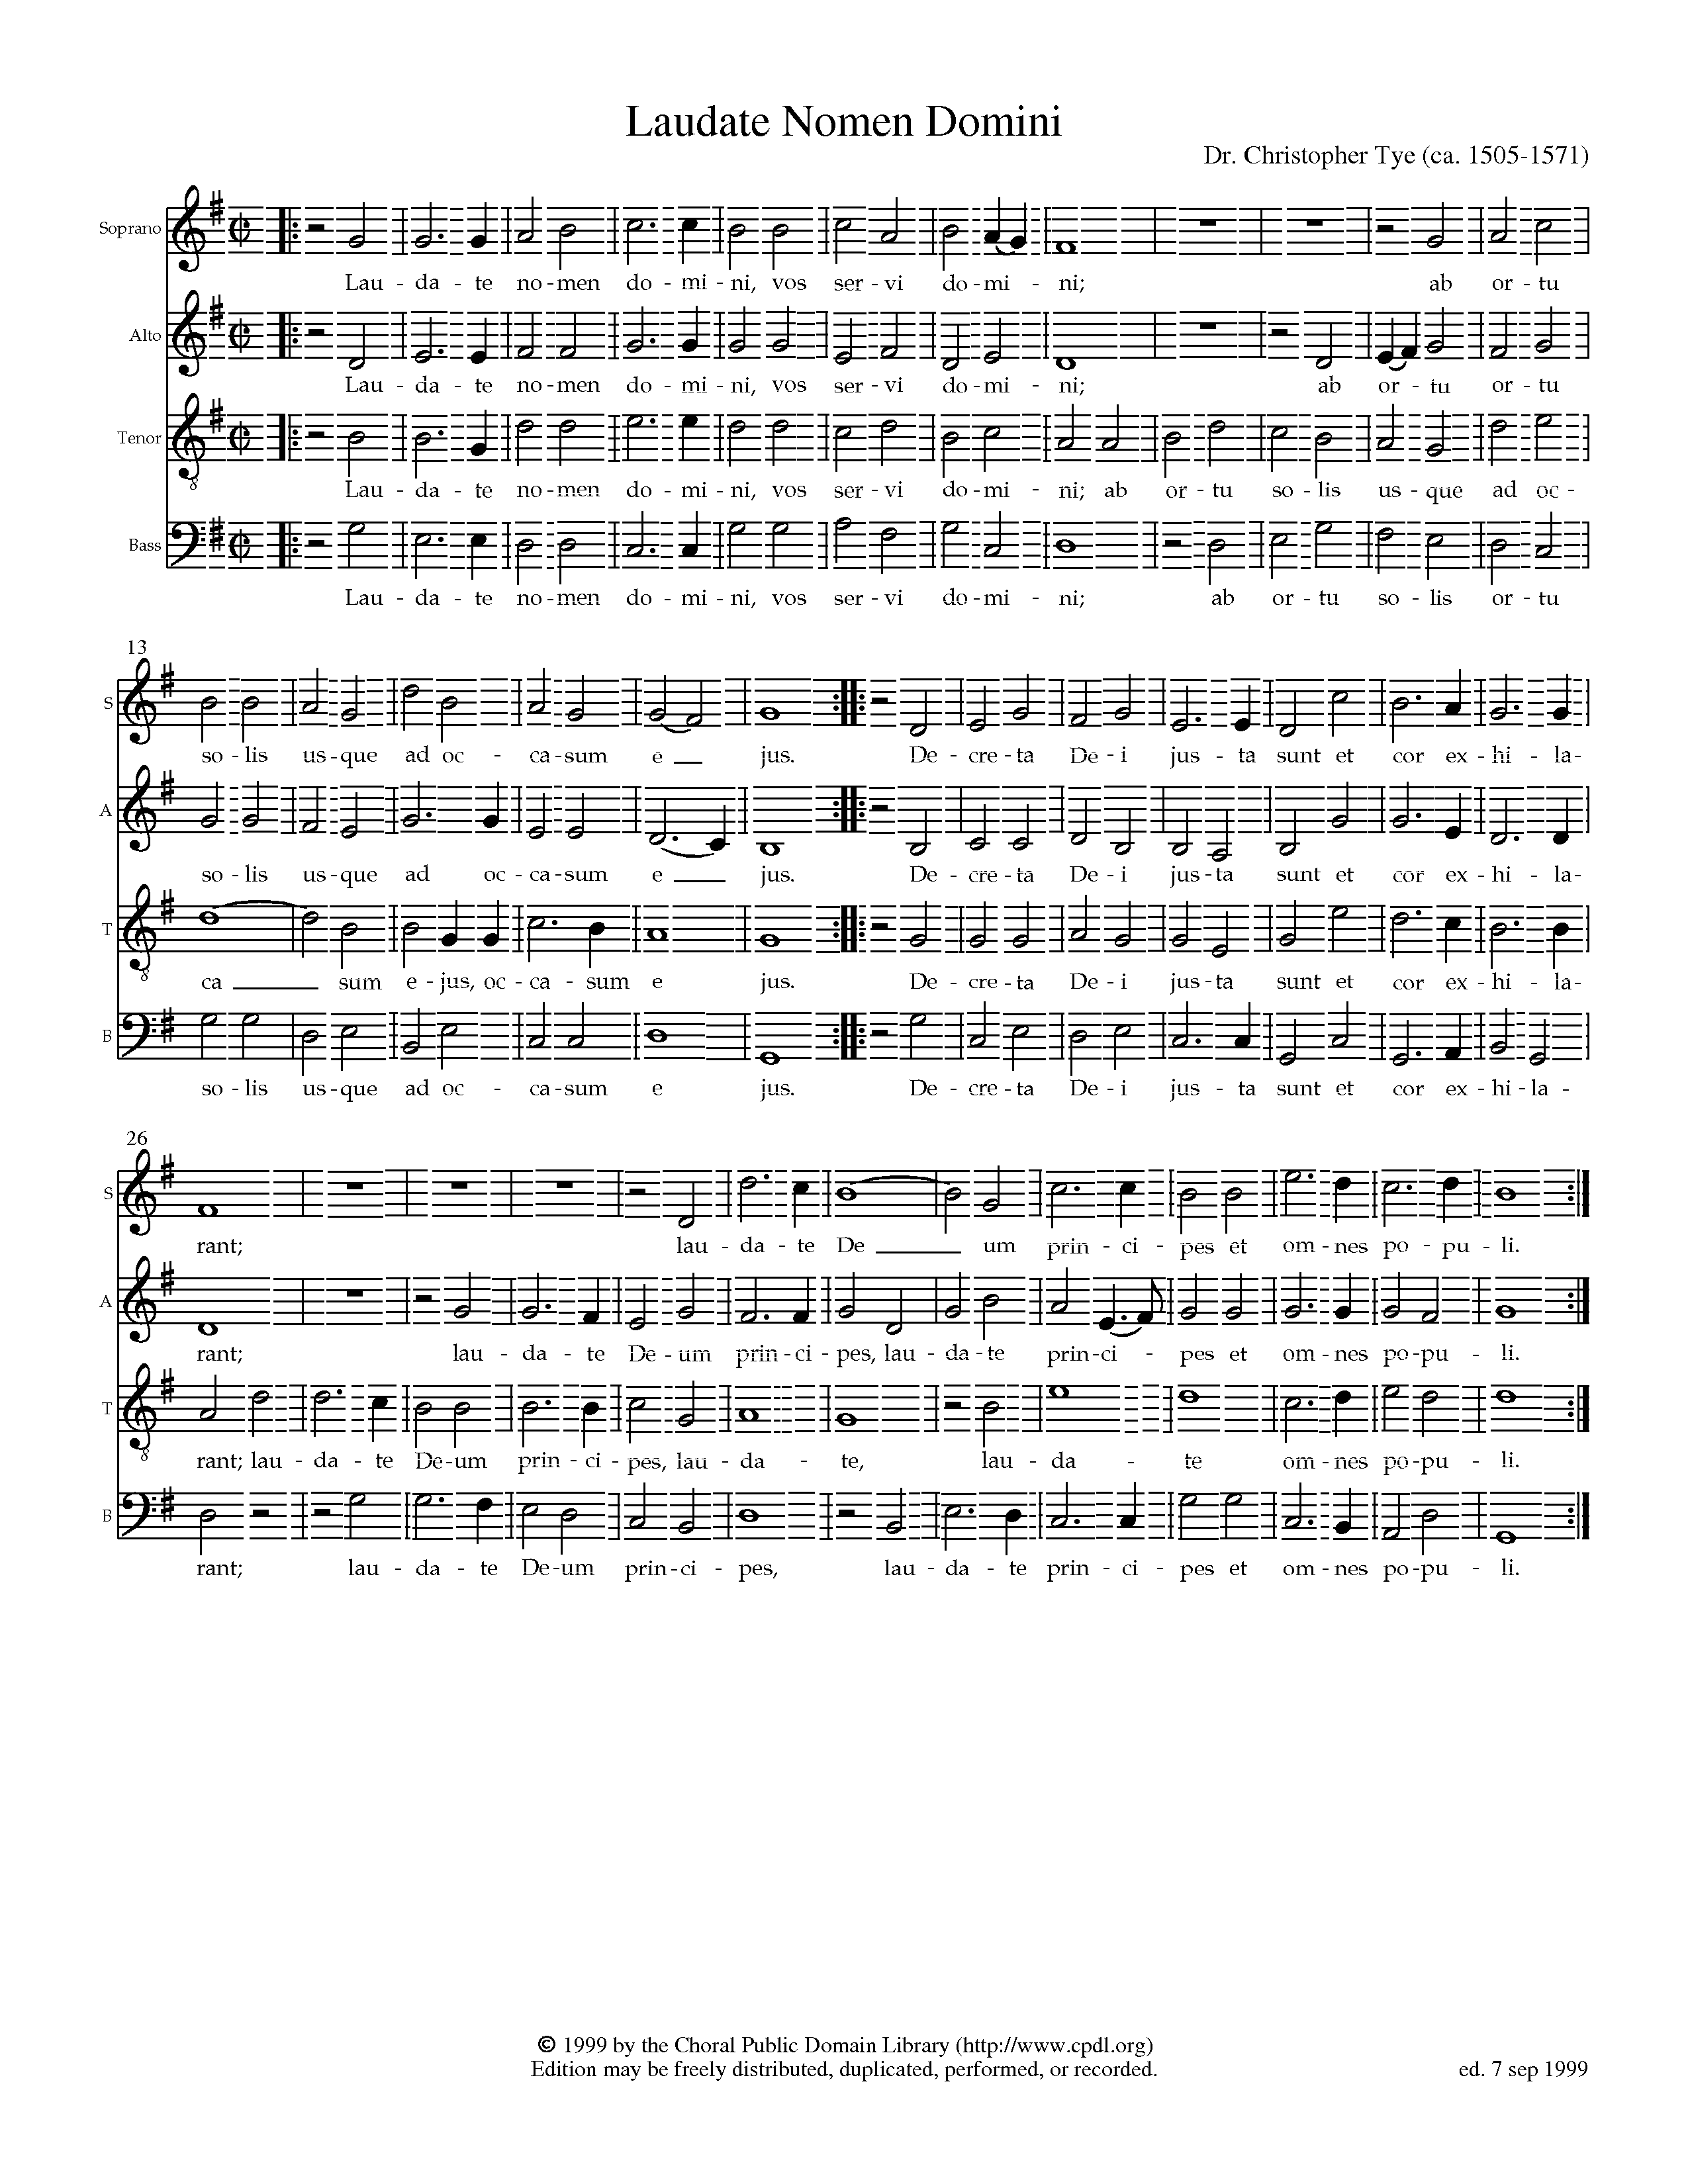 Laudate Nomen Domini
Dr. Christopher Tye (ca. 1505-1571)
Soprano
Lau - da - te no - men do - mi - ni, vos ser - vi do - mi - ni; ab or - tu
Alto
Lau - da - te no - men do - mi - ni, vos ser - vi do - mi - ni; ab or - tu or - tu
Tenor
8
Lau - da - te no - men do - mi - ni, vos ser - vi do - mi - ni; ab or - tu so - lis us - que ad oc -
Bass
Lau - da - te no - men do - mi - ni, vos ser - vi do - mi - ni; ab or - tu so - lis or - tu
13
S
so - lis us - que ad oc - ca - sum e jus. De - cre - ta De - i jus - ta sunt et cor ex - hi - la-
A
so - lis us - que ad oc - ca - sum e jus. De - cre - ta De - i jus - ta sunt et cor ex - hi - la-
T
8
ca sum e - jus, oc - ca - sum e jus. De - cre - ta De - i jus - ta sunt et cor ex - hi - la-
B
so - lis us - que ad oc - ca - sum e jus. De - cre - ta De - i jus - ta sunt et cor ex - hi - la -
26
S
rant; lau - da - te De um prin - ci - pes et om - nes po - pu - li.
A
rant; lau - da - te De - um prin - ci - pes, lau - da - te prin - ci - pes et om - nes po - pu - li.
T
8
rant; lau - da - te De - um prin - ci - pes, lau - da - te, lau - da - te om - nes po - pu - li.
B
rant; lau - da - te De - um prin - ci - pes, lau - da - te prin - ci - pes et om - nes po - pu - li.
© 1999 by the Choral Public Domain Library (http://www.cpdl.org)
Edition may be freely distributed, duplicated, performed, or recorded.
ed. 7 sep 1999